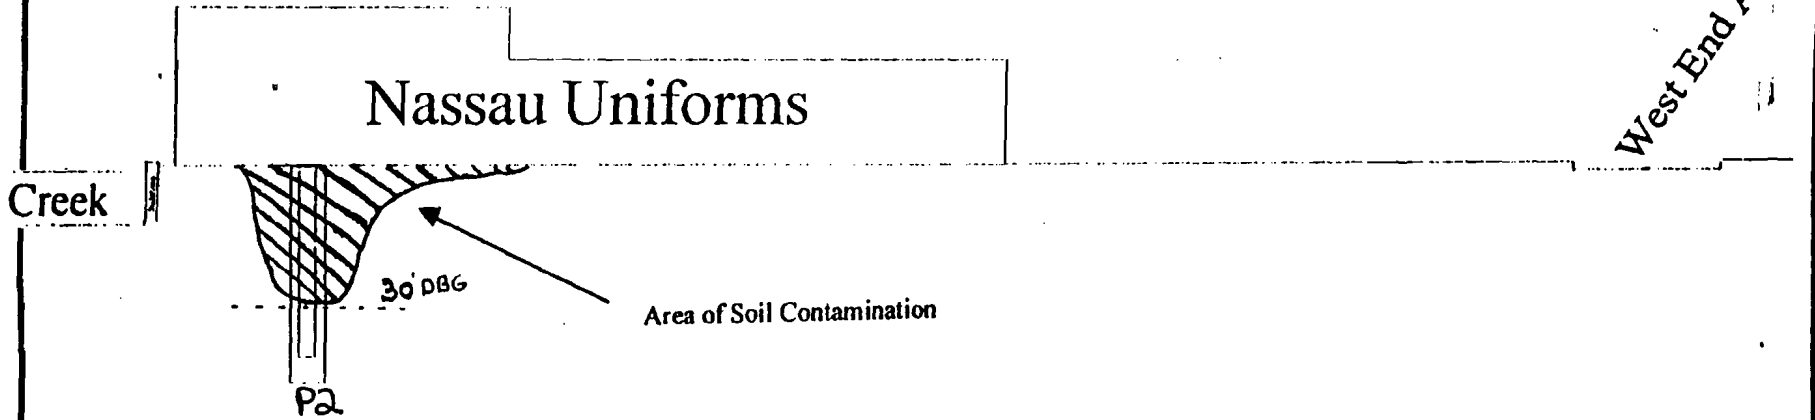 West End
Nassau Uniforms
Creek
30' DBG
Area of Soil Contamination
P2